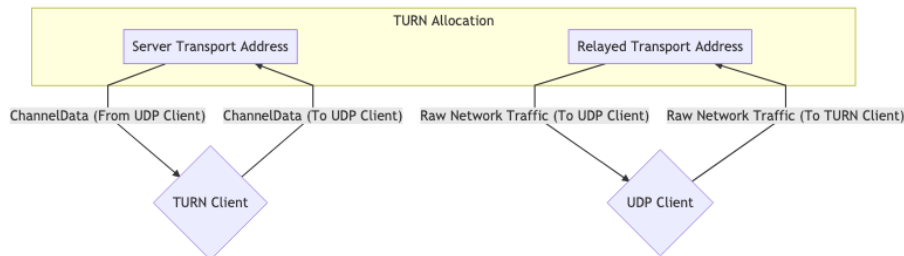 TURN Allocation
Server Transport Address
Relayed Transport Address
ChannelData (From UDP Client)
ChannelData (To UDP Client)
Raw Network Traffic (To UDP Client)
Raw Network Traffic (To TURN Client)
TURN Client
UDP Client